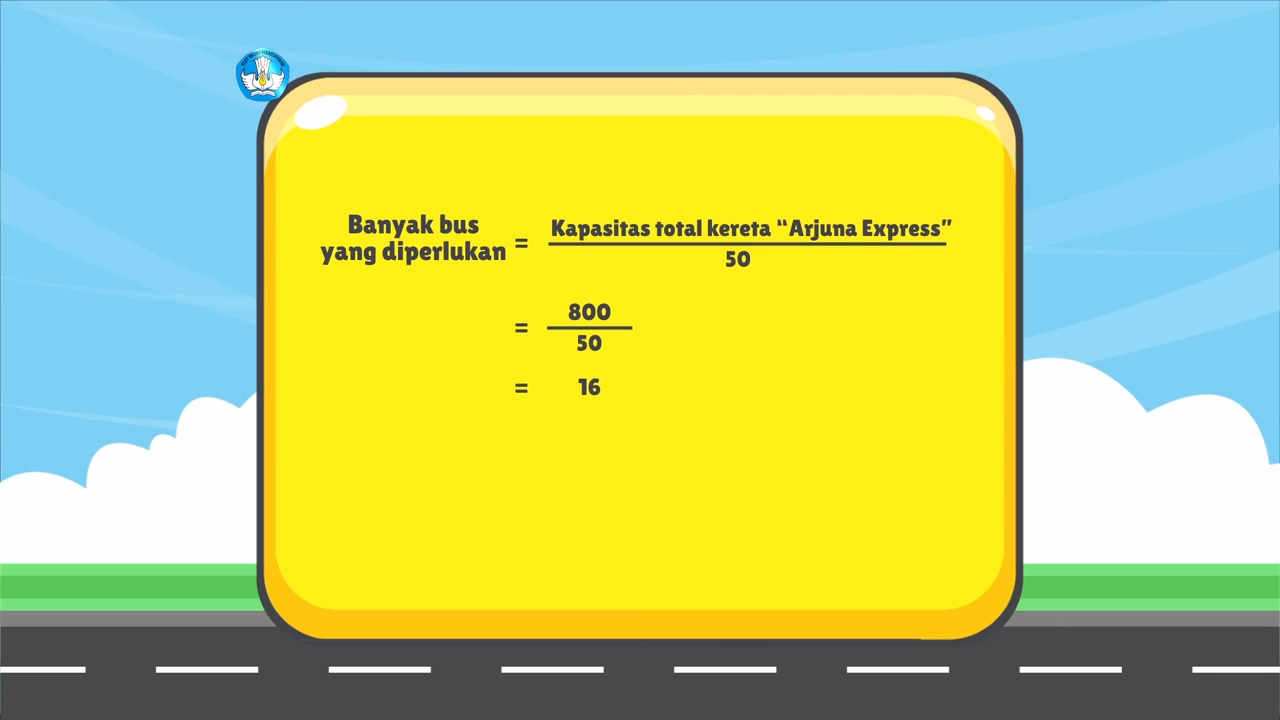 Banyak bus
yang diperlukan
= Kapasitas total kereta “Arjuna Express”
50
= 800
50
= 16